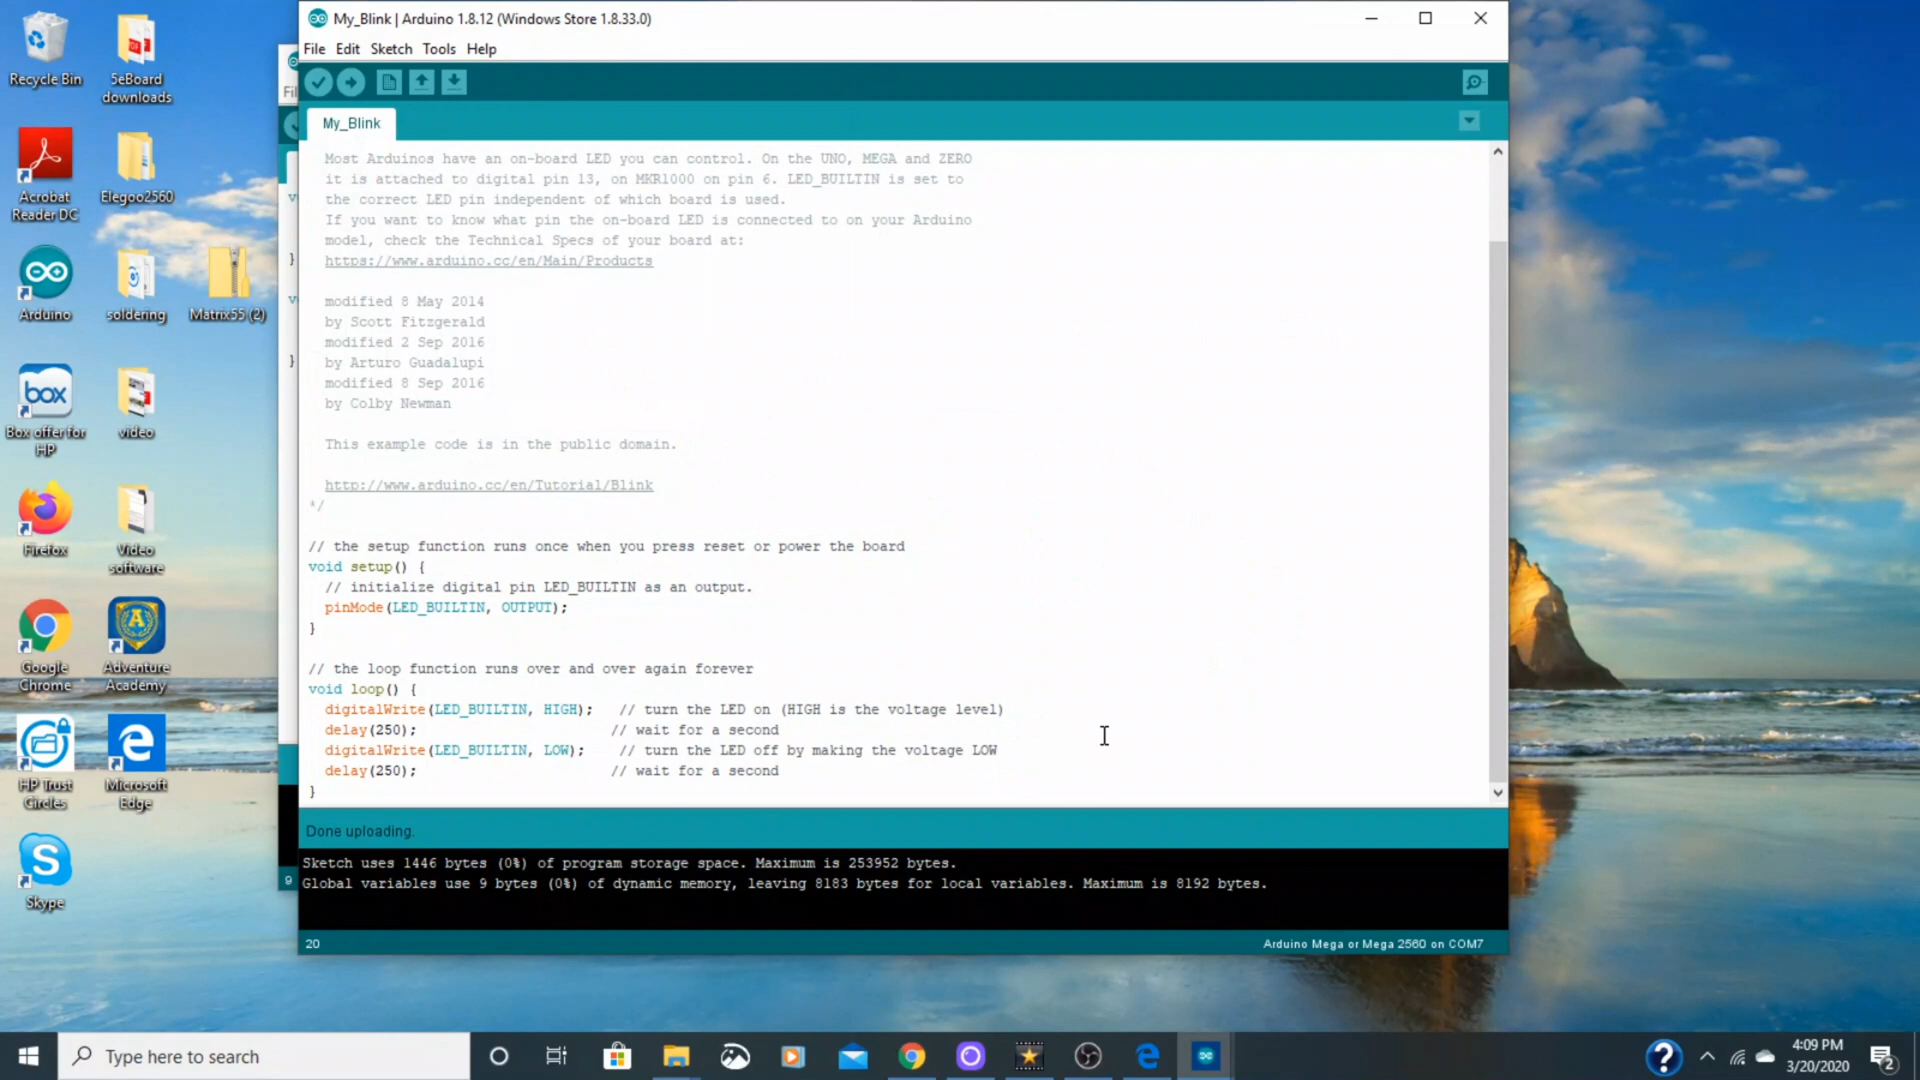 My_Blink | Arduino 1.8.12 (Windows Store 1.8.33.0)
File Edit Sketch Tools Help
My_Blink
Most Arduinos have an on-board LED you can control. On the UNO, MEGA and ZERO
it is attached to digital pin 13, on MKR1000 on pin 6. LED_BUILTIN is set to
the correct LED pin independent of which board is used.
If you want to know what pin the on-board LED is connected to on your Arduino
model, check the Technical Specs of your board at:
https://www.arduino.cc/en/Main/Products
modified 8 May 2014
by Scott Fitzgerald
modified 2 Sep 2016
by Arturo Guadalupi
modified 8 Sep 2016
by Colby Newman
This example code is in the public domain.
http://www.arduino.cc/en/Tutorial/Blink
*/
// the setup function runs once when you press reset or power the board
void setup() {
// initialize digital pin LED_BUILTIN as an output.
pinMode(LED_BUILTIN, OUTPUT);
}
// the loop function runs over and over again forever
void loop() {
digitalWrite(LED_BUILTIN, HIGH); // turn the LED on (HIGH is the voltage level)
delay(250); // wait for a second
digitalWrite(LED_BUILTIN, LOW); // turn the LED off by making the voltage LOW
delay(250); // wait for a second
}
Done uploading.
Sketch uses 1446 bytes (0%) of program storage space. Maximum is 253952 bytes.
Global variables use 9 bytes (0%) of dynamic memory, leaving 8183 bytes for local variables. Maximum is 8192 bytes.
20
Arduino Mega or Mega 2560 on COM7
Recycle Bin
5eBoard
downloads
Acrobat
Reader DC
Elegoo2560
Arduino
soldering
Matrix55 (2)
box
Box offer for
HP
video
Firefox
Video
software
Google
Chrome
Adventure
Academy
HP Trust
Circles
Microsoft
Edge
Skype
Fil
v
}
v
}
9
Type here to search
4:09 PM
3/20/2020
2